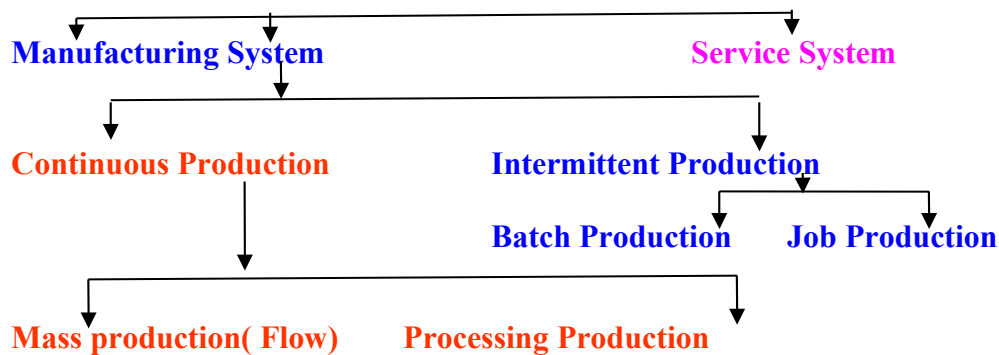 Manufacturing System Service System
Continuous Production Intermittent Production
Batch Production Job Production
Mass production( Flow) Processing Production